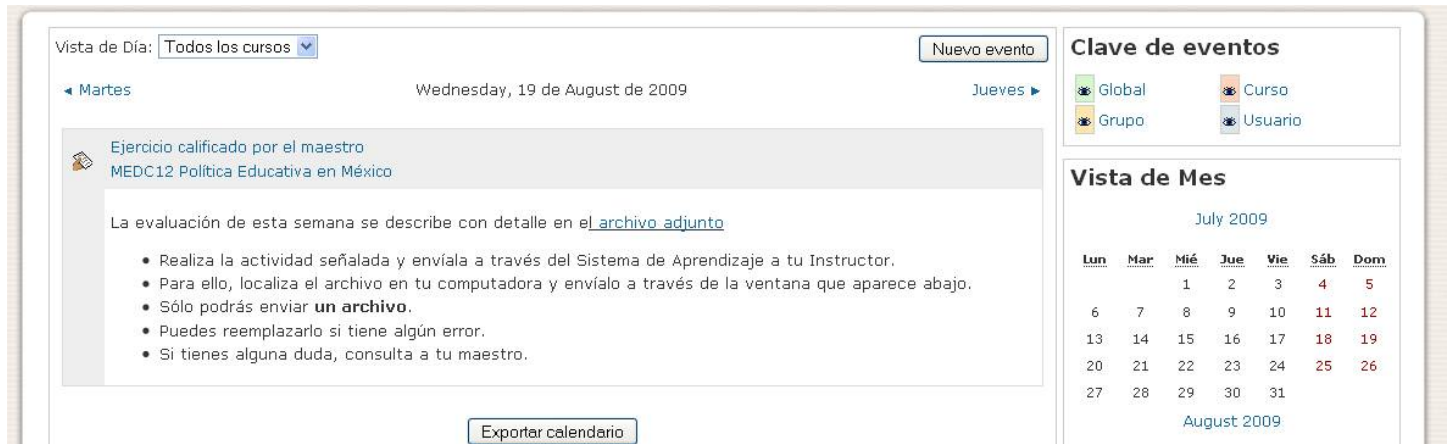 Vista de Día: Todos los cursos
Nuevo evento
◄ Martes
Wednesday, 19 de August de 2009
Jueves ►
Ejercicio calificado por el maestro
MEDC12 Política Educativa en México
La evaluación de esta semana se describe con detalle en el archivo adjunto
• Realiza la actividad señalada y envíala a través del Sistema de Aprendizaje a tu Instructor.
• Para ello, localiza el archivo en tu computadora y envíalo a través de la ventana que aparece abajo.
• Sólo podrás enviar un archivo.
• Puedes reemplazarlo si tiene algún error.
• Si tienes alguna duda, consulta a tu maestro.
Exportar calendario
Clave de eventos
Global Curso
Grupo Usuario
Vista de Mes
July 2009
Lun Mar Mié Jue Vie Sáb Dom
1 2 3 4 5
6 7 8 9 10 11 12
13 14 15 16 17 18 19
20 21 22 23 24 25 26
27 28 29 30 31
August 2009